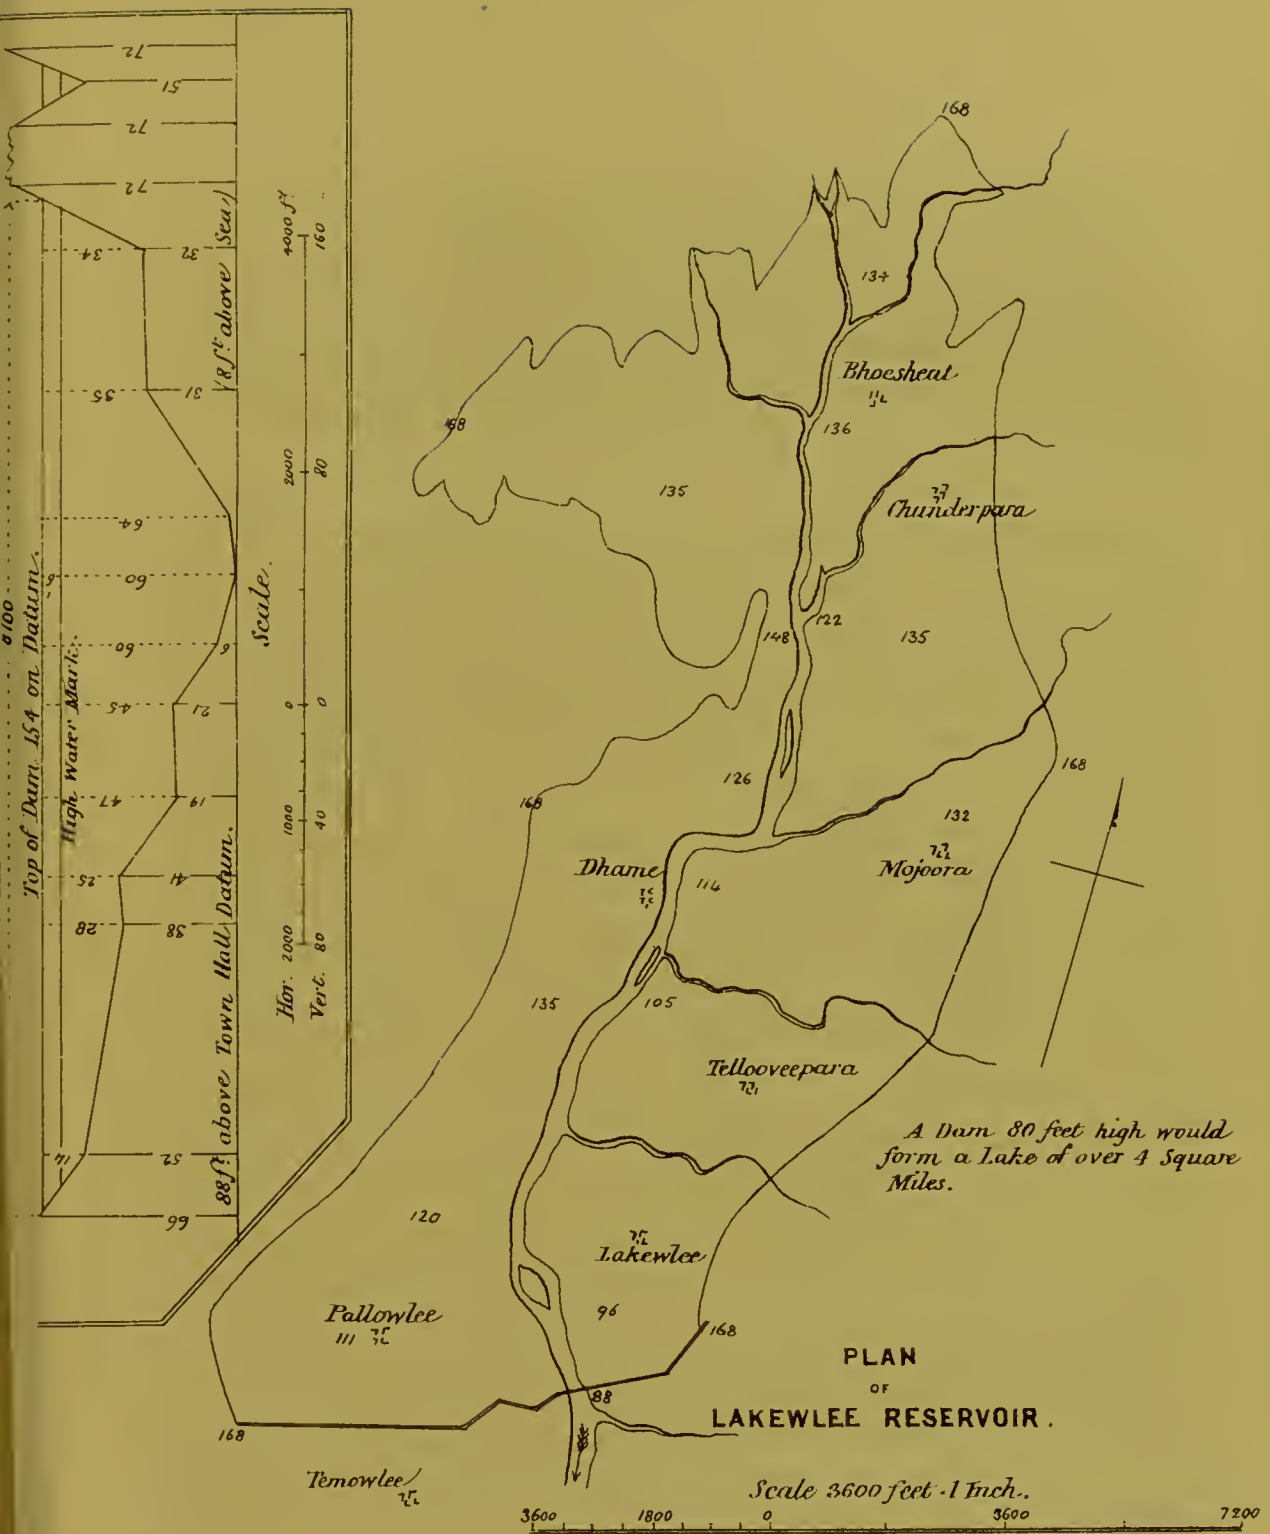 168
134
Bhoesheat
136
168
135
Chunderpara
148
122
135
126
168
168
132
Dhame
114
Mojoora
135
105
Tellooveepara
A Dam 80 feet high would
form a Lake of over 4 Square
Miles.
120
Lakewlee
Pallowlee
111
96
168
88
168
Temowlee
PLAN
OF
LAKEWLEE RESERVOIR.
Scale 3600 feet - 1 Inch.
3600 1800 0 3600 7200
Top of Dam 154 on Datum.
High Water Mark.
72
51
72
72
34 32
35 31
64
60
60 9
45 21
47 19
25 41
28 38
14 52
66
88 ft. above Town Hall Datum. (8 ft. above Sea)
Scale.
Hor. 2000 1000 0 2000 4000 ft.
Vert. 80 40 0 80 160